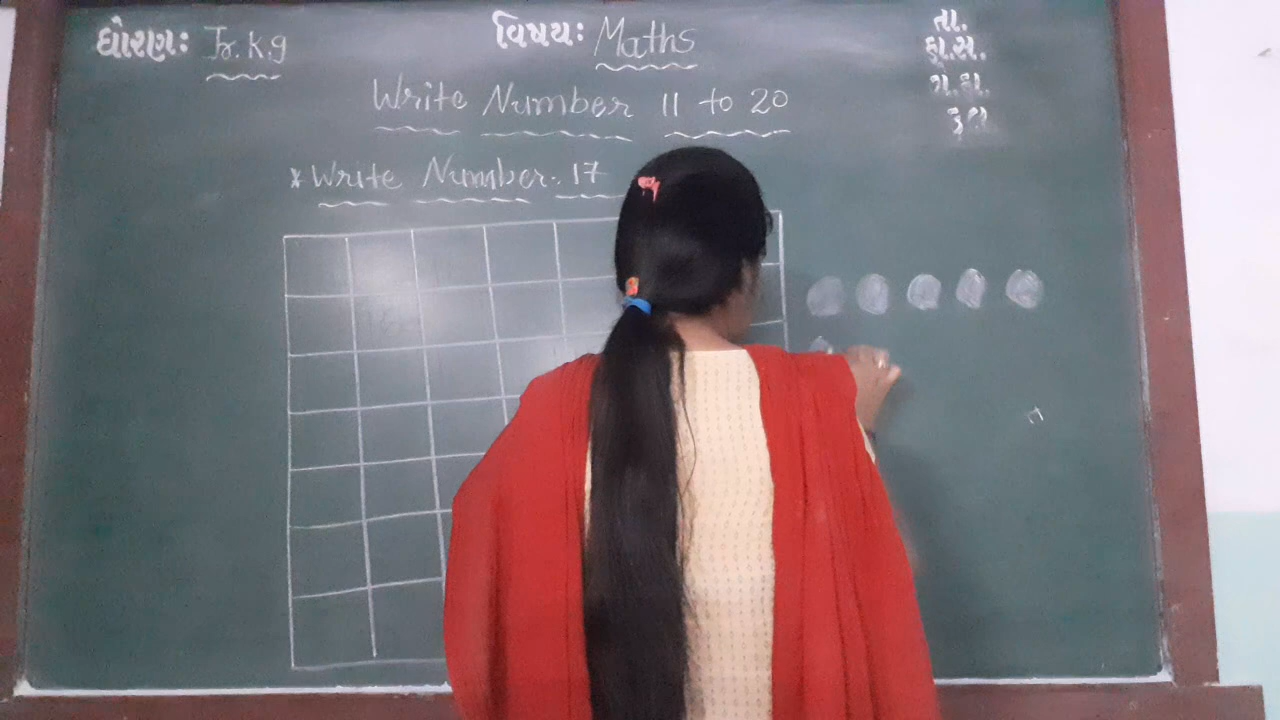 ધોરણઃ Jr. K.g
વિષયઃ Maths
તા.
હા.સ.
ગ.હા.
કુલ
Write Number 11 to 20
* Write Number:- 17